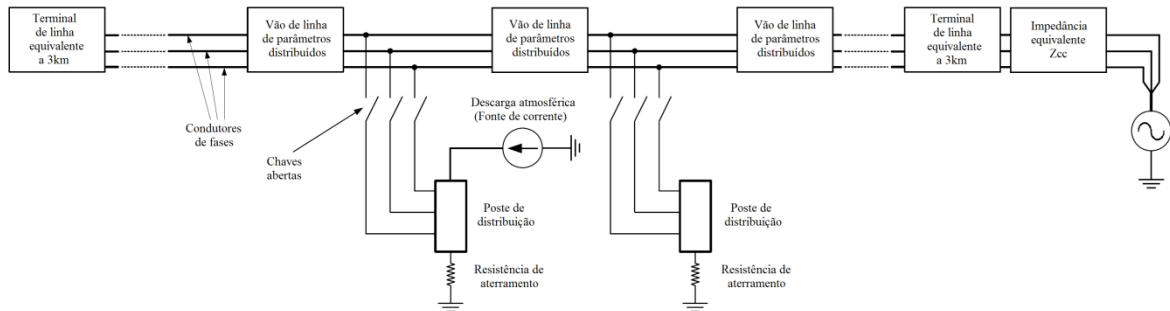 Terminal
de linha
equivalente
a 3km
Vão de linha
de parâmetros
distribuídos
Vão de linha
de parâmetros
distribuídos
Vão de linha
de parâmetros
distribuídos
Terminal
de linha
equivalente
a 3km
Impedância
equivalente
Zcc
Condutores
de fases
Chaves
abertas
Descarga atmosférica
(Fonte de corrente)
Poste de
distribuição
Resistência de
aterramento
Poste de
distribuição
Resistência de
aterramento